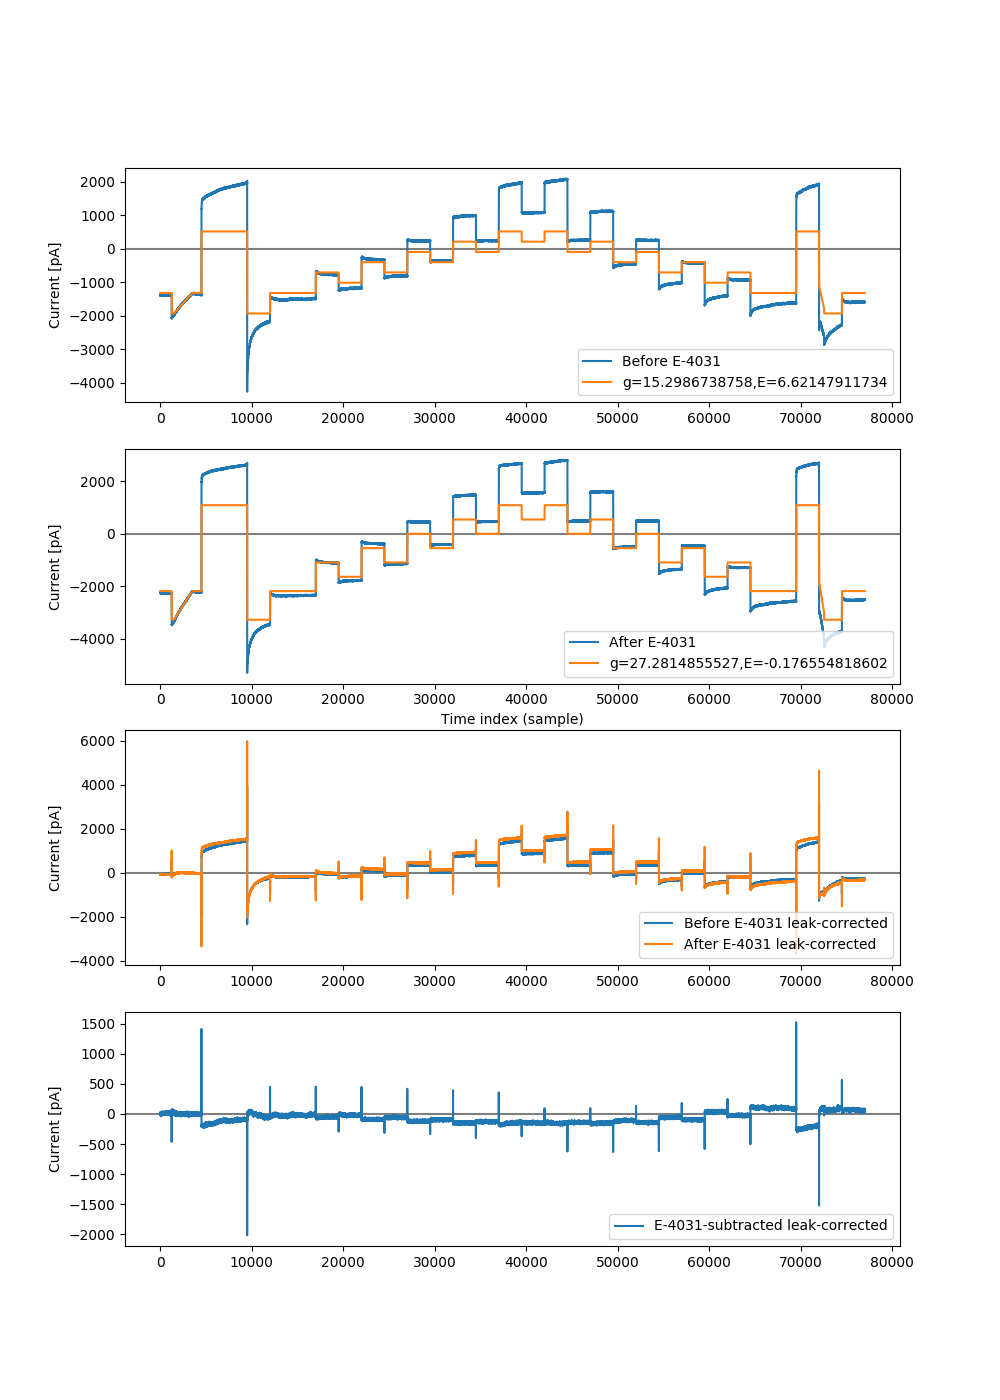 2000
1000
0
−1000
−2000
−3000
−4000
Current [pA]
Before E-4031
g=15.2986738758,E=6.62147911734
0 10000 20000 30000 40000 50000 60000 70000 80000
2000
0
−2000
−4000
Current [pA]
After E-4031
g=27.2814855527,E=-0.176554818602
0 10000 20000 30000 40000 50000 60000 70000 80000
Time index (sample)
6000
4000
2000
0
−2000
−4000
Current [pA]
Before E-4031 leak-corrected
After E-4031 leak-corrected
0 10000 20000 30000 40000 50000 60000 70000 80000
1500
1000
500
0
−500
−1000
−1500
−2000
Current [pA]
E-4031-subtracted leak-corrected
0 10000 20000 30000 40000 50000 60000 70000 80000